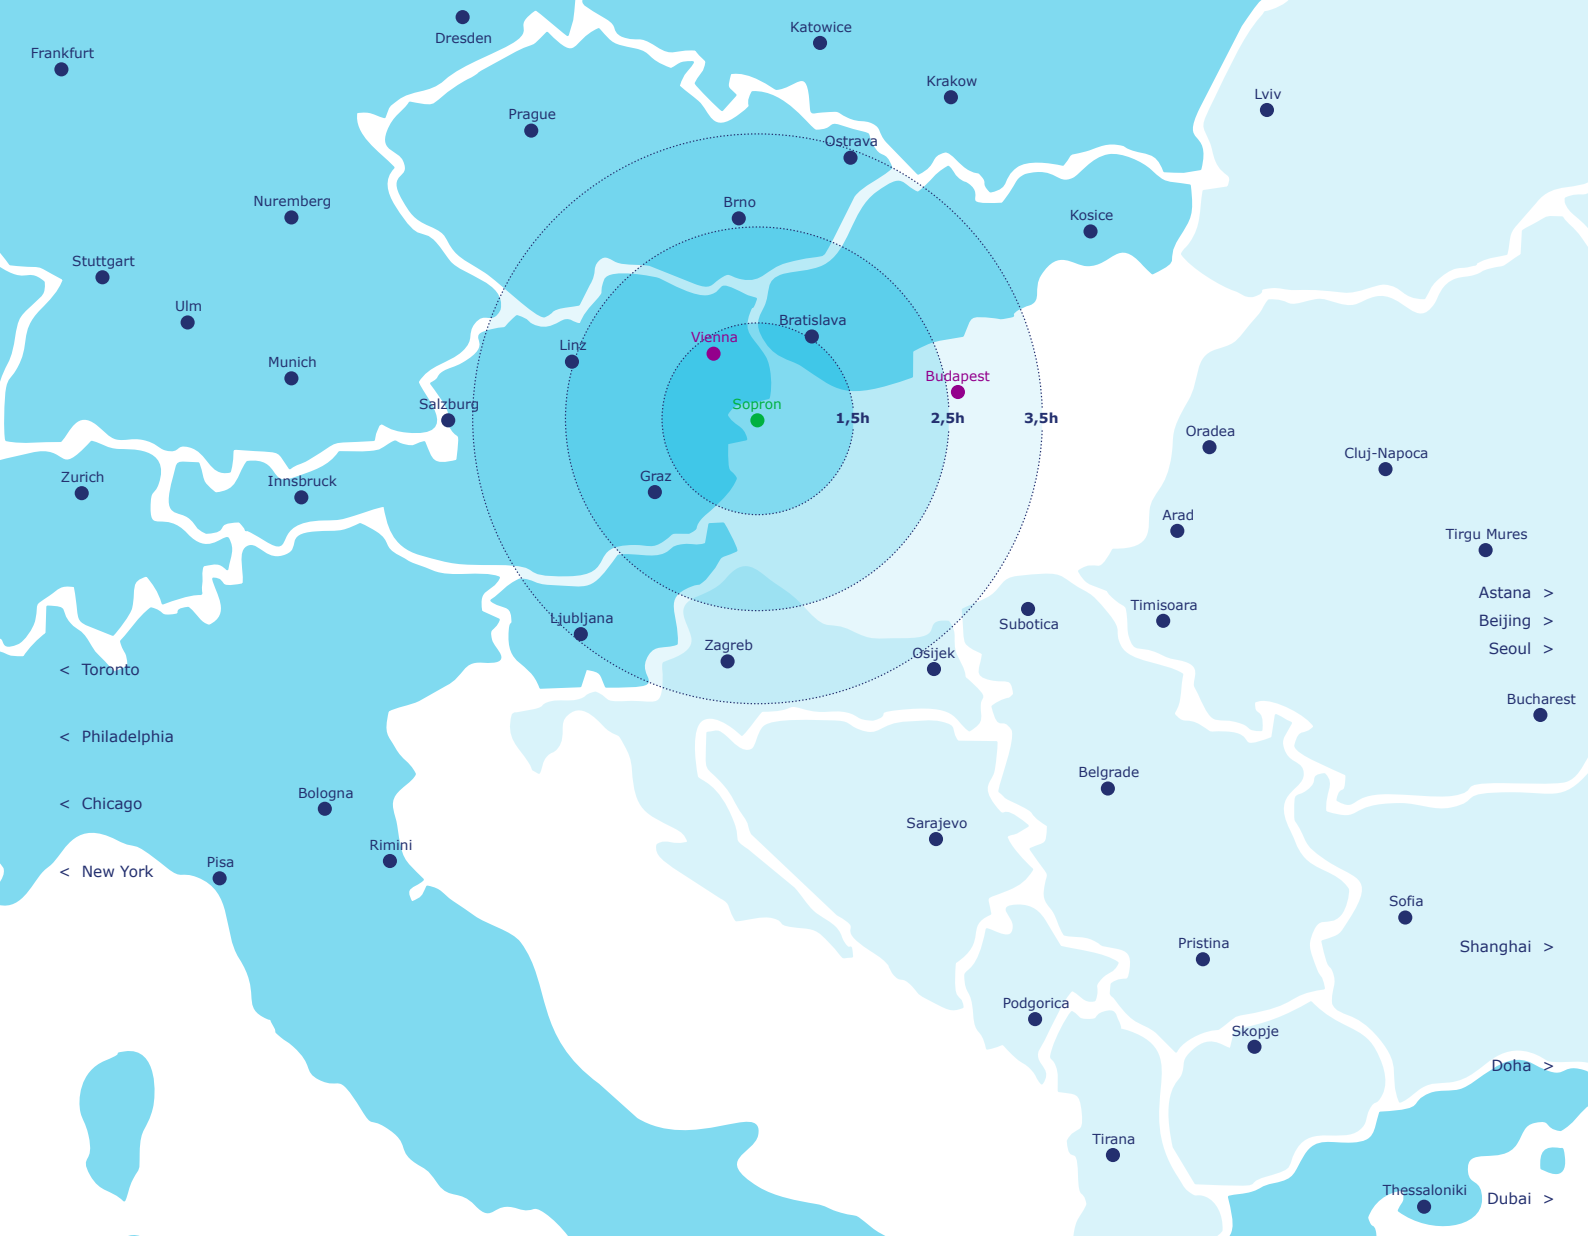 Dresden
Katowice
Frankfurt
Krakow
Lviv
Prague
Ostrava
Nuremberg
Brno
Kosice
Stuttgart
Ulm
Bratislava
Vienna
Linz
Munich
Budapest
Salzburg
Sopron
1,5h
2,5h
3,5h
Oradea
Cluj-Napoca
Zurich
Innsbruck
Graz
Arad
Tirgu Mures
Astana >
Timisoara
Ljubljana
Subotica
Beijing >
Zagreb
Osijek
Seoul >
< Toronto
Bucharest
< Philadelphia
Belgrade
Bologna
< Chicago
Sarajevo
Rimini
Pisa
< New York
Sofia
Pristina
Shanghai >
Podgorica
Skopje
Doha >
Tirana
Thessaloniki
Dubai >